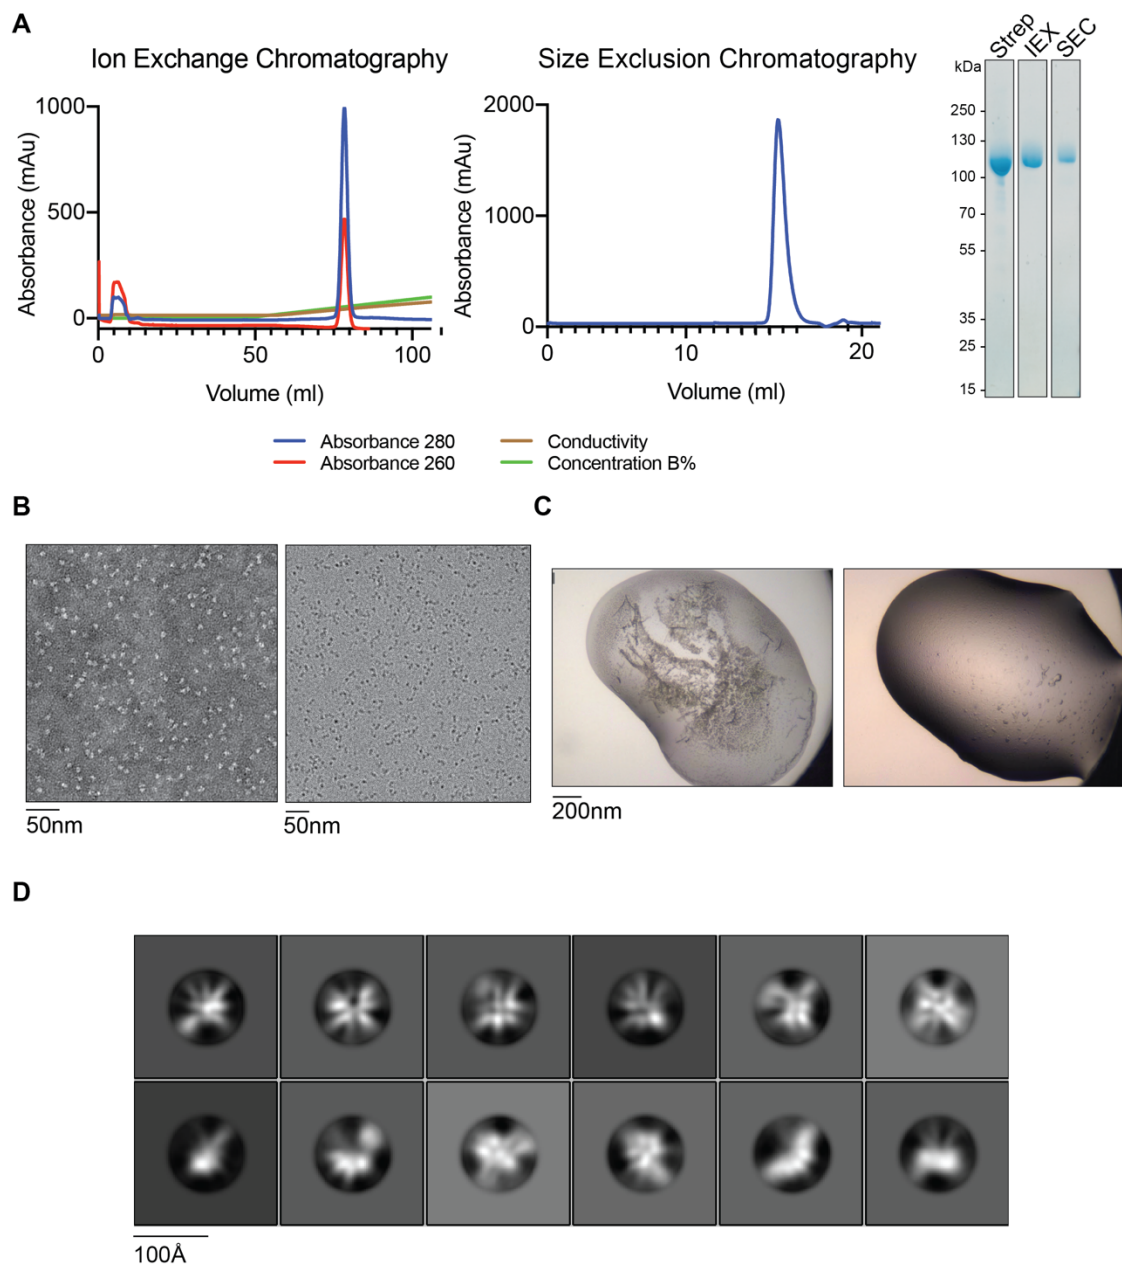 A
Ion Exchange Chromatography
Absorbance (mAu)
1000
500
0
0
50
100
Volume (ml)
Size Exclusion Chromatography
Absorbance (mAu)
2000
1000
0
0
10
20
Volume (ml)
Strep
IEX
SEC
kDa
250
130
100
70
55
35
25
15
Absorbance 280
Conductivity
Absorbance 260
Concentration B%
B
50nm
50nm
C
200nm
D
100Å